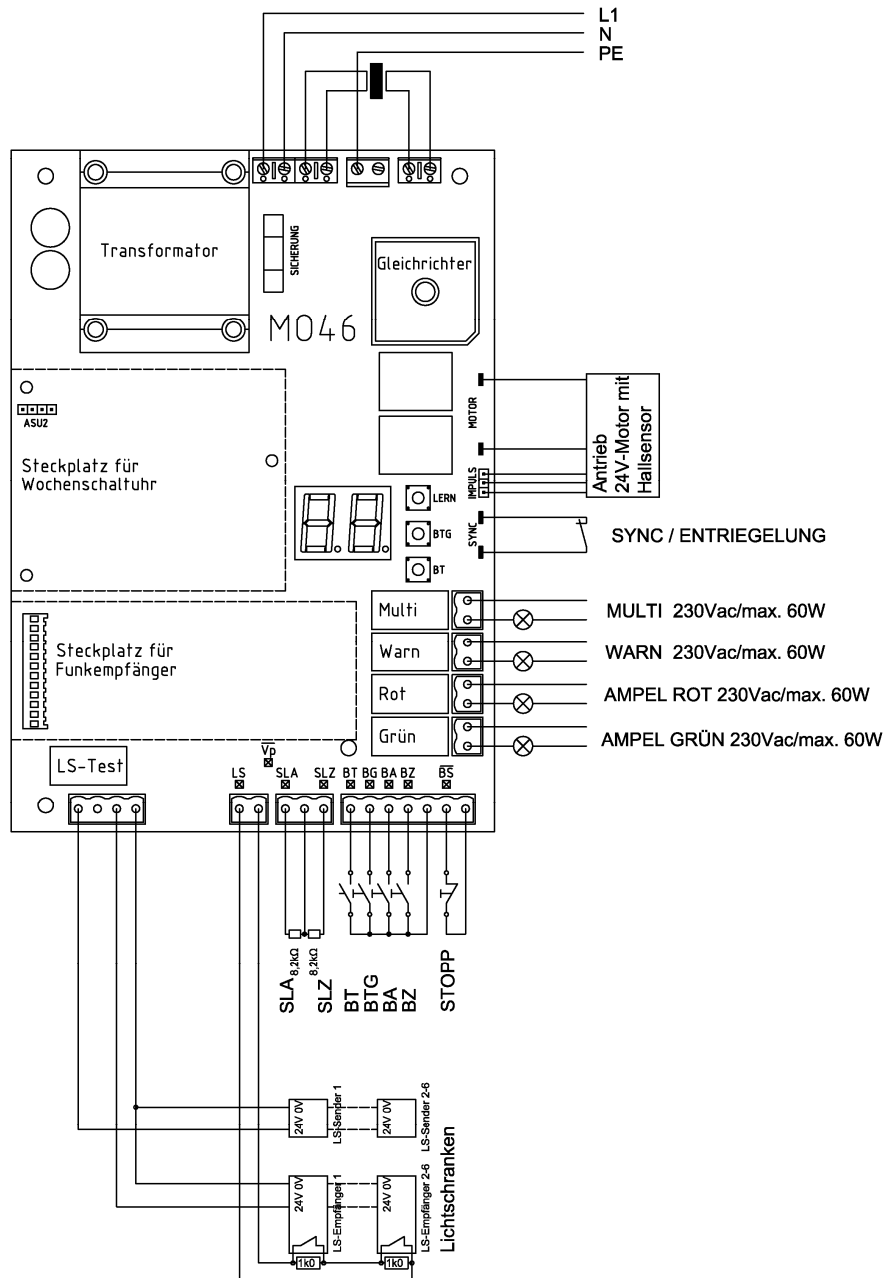 L1
N
PE
Transformator
SICHERUNG
Gleichrichter
MO46
MOTOR
Antrieb
24V-Motor mit
Hallsensor
ASU2
Steckplatz für
Wochenschaltuhr
IMPULS
LERN
BTG
BT
SYNC
SYNC / ENTRIEGELUNG
Multi
MULTI 230Vac/max. 60W
Steckplatz für
Funkempfänger
Warn
WARN 230Vac/max. 60W
Rot
AMPEL ROT 230Vac/max. 60W
Grün
AMPEL GRÜN 230Vac/max. 60W
LS-Test
Vp
LS
SLA
SLZ
BT
BG
BA
BZ
BS
SLA
8,2kΩ
8,2kΩ
SLZ
BT
BTG
BA
BZ
STOPP
24V 0V
LS-Sender 1
24V 0V
LS-Sender 2-6
24V 0V
LS-Empfänger 1
24V 0V
LS-Empfänger 2-6
Lichtschranken
1k0
1k0